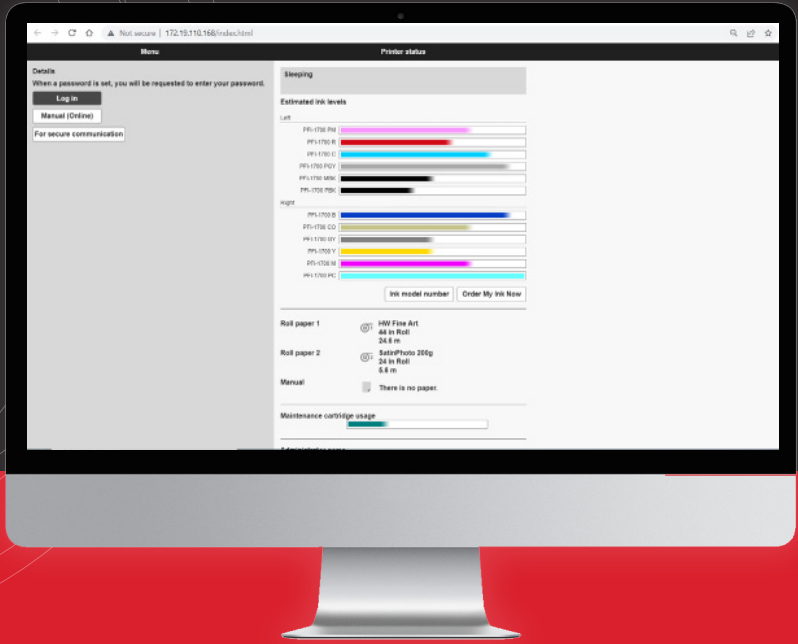 Not secure | 172.19.110.168/index.html
Menu
Printer status
Details
When a password is set, you will be requested to enter your password.
Log in
Manual (Online)
For secure communication
Sleeping
Estimated ink levels
Left
PFI-1700 PM
PFI-1700 R
PFI-1700 C
PFI-1700 PGY
PFI-1700 MBK
PFI-1700 PBK
Right
PFI-1700 B
PFI-1700 CO
PFI-1700 GY
PFI-1700 Y
PFI-1700 M
PFI-1700 PC
Ink model number
Order My Ink Now
Roll paper 1
HW Fine Art
44 in Roll
24.6 m
Roll paper 2
SatinPhoto 200g
24 in Roll
5.6 m
Manual
There is no paper.
Maintenance cartridge usage